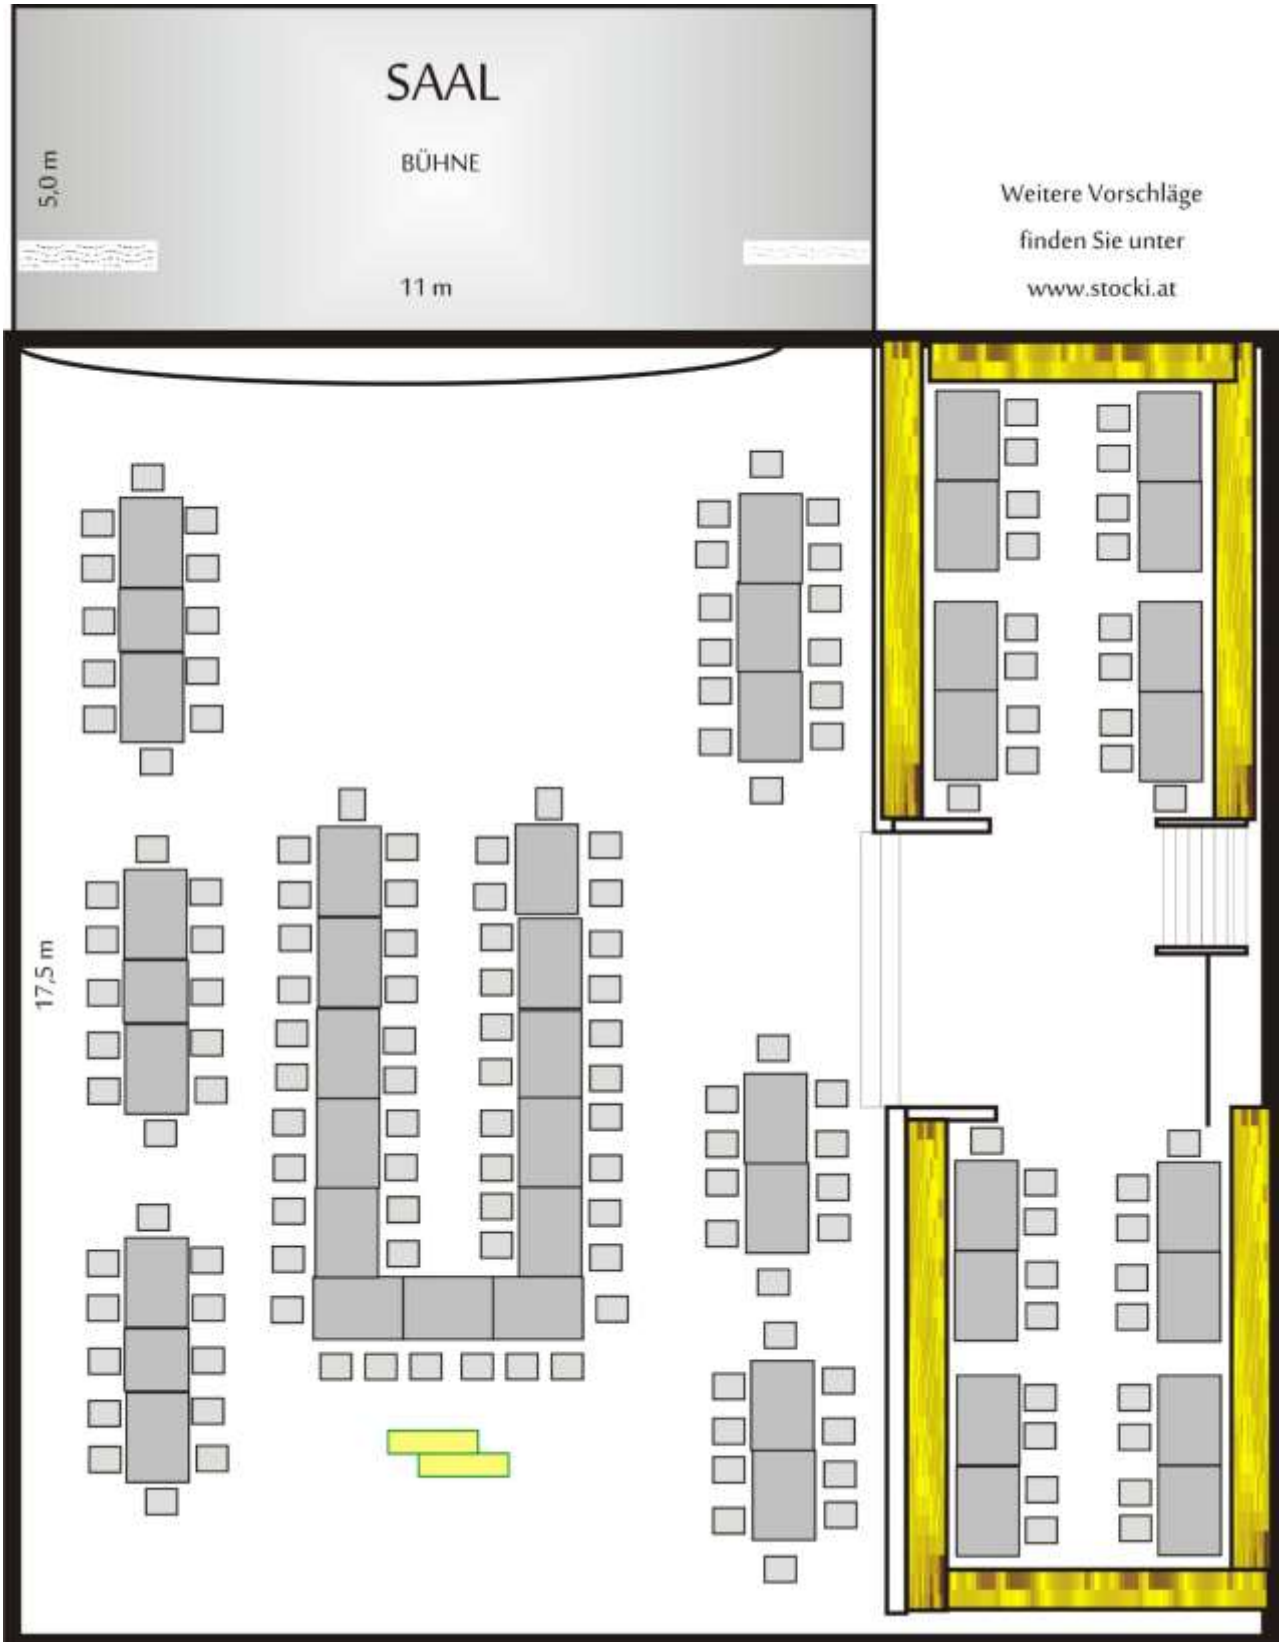 SAAL
BÜHNE
5,0 m
11 m
Weitere Vorschläge
finden Sie unter
www.stocki.at
17,5 m